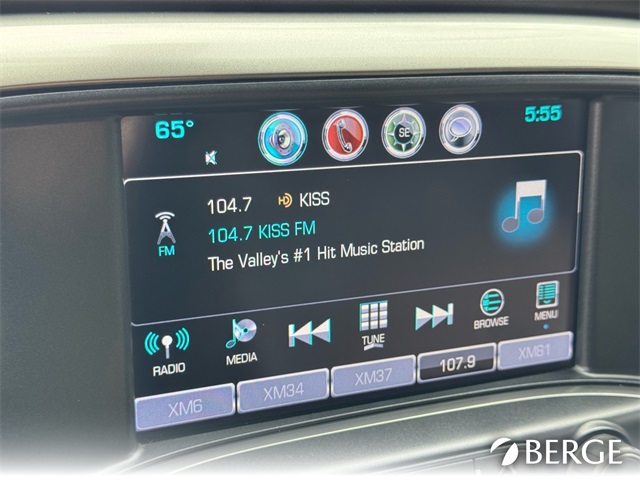 65°
SE
5:55
104.7 HD KISS
FM
104.7 KISS FM
The Valley's #1 Hit Music Station
RADIO
MEDIA
TUNE
BROWSE
MENU
XM6
XM34
XM37
107.9
XM61
BERGE